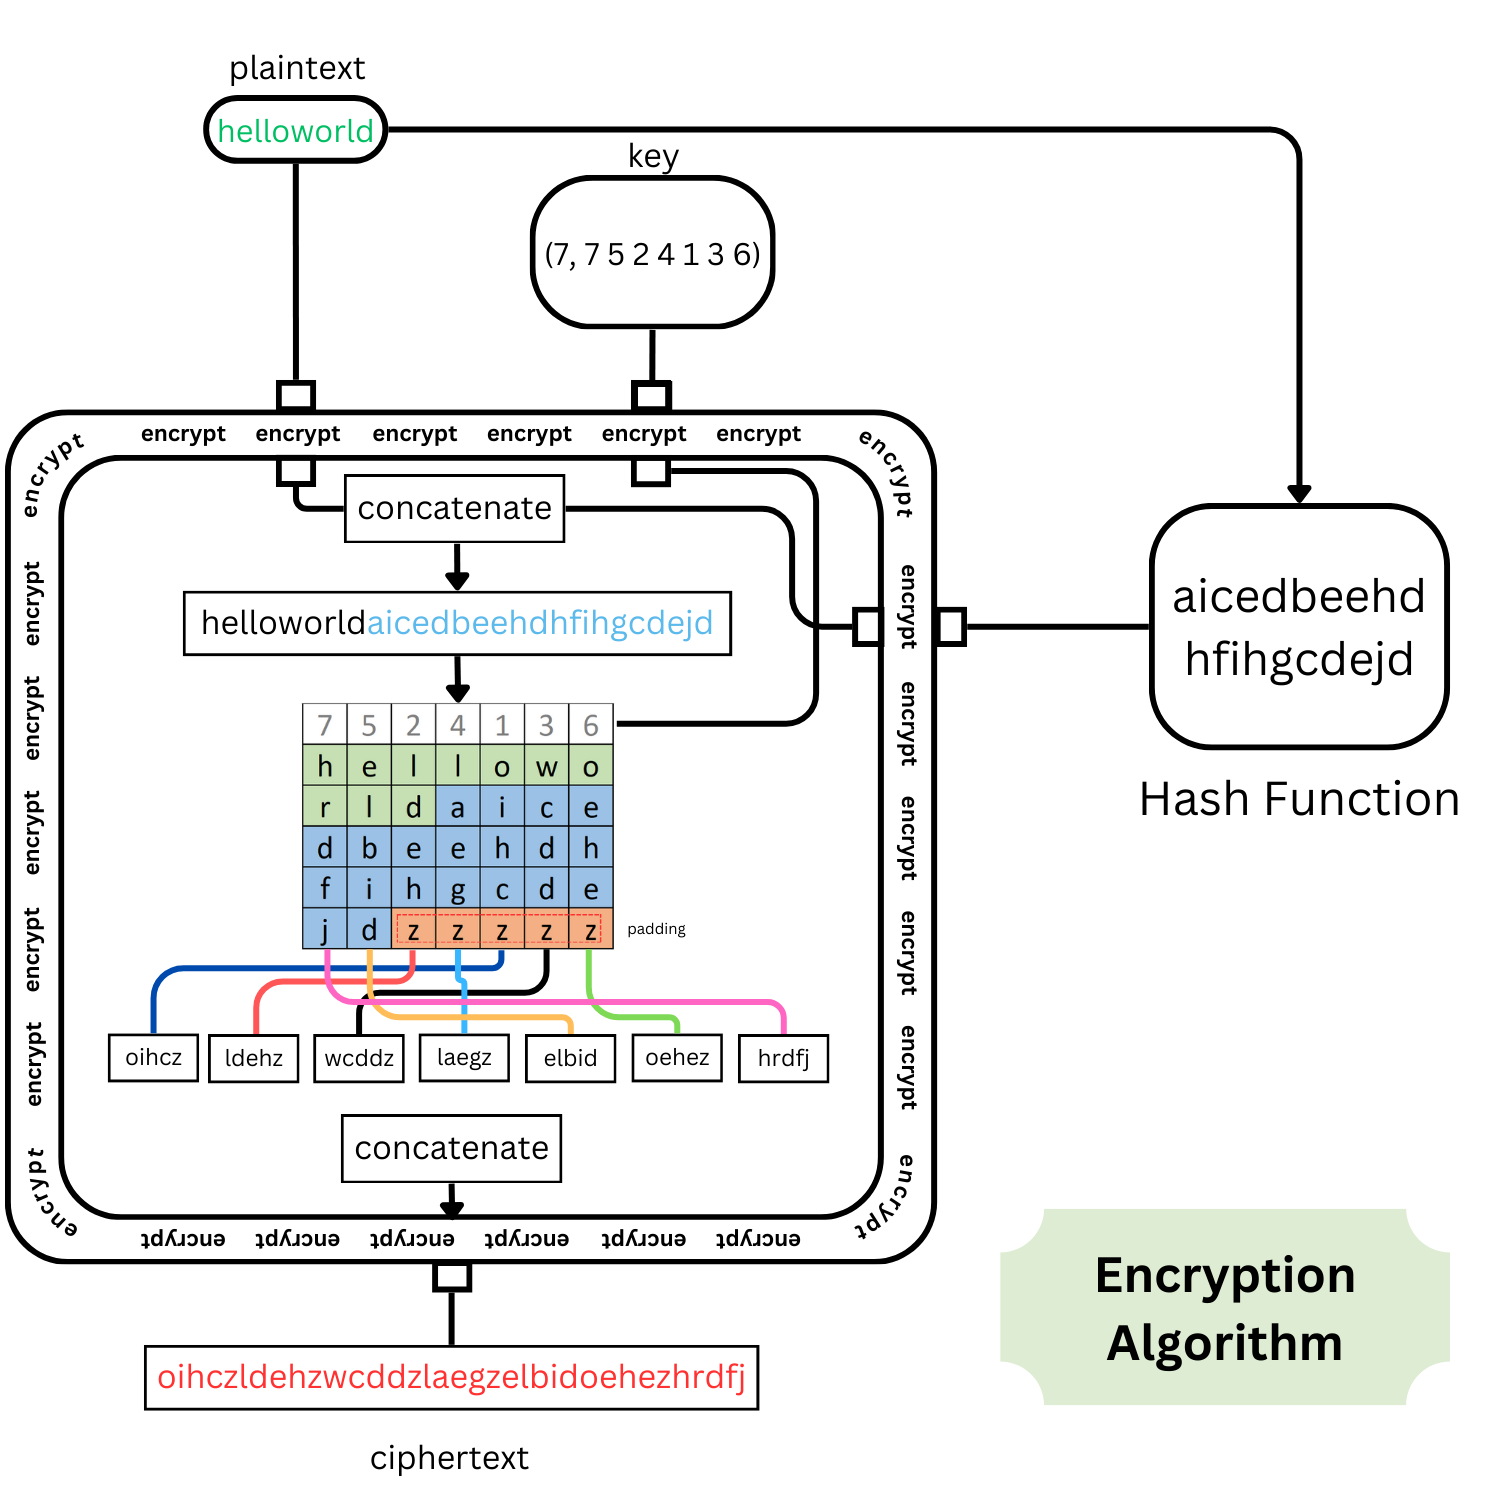 plaintext
helloworld
key
(7, 7 5 2 4 1 3 6)
encrypt encrypt encrypt encrypt encrypt encrypt encrypt encrypt
concatenate
helloworldaicedbeehdhfihgcdejd
encrypt
encrypt
encrypt
encrypt
encrypt
encrypt
encrypt
encrypt
encrypt
encrypt
aicedbeehd
hfihgcdejd
Hash Function
7 5 2 4 1 3 6
h e l l o w o
r l d a i c e
d b e e h d h
f i h g c d e
j d z z z z z
padding
oihcz ldehz wcddz laegz elbid oehez hrdfj
concatenate
encrypt encrypt encrypt encrypt encrypt encrypt encrypt encrypt
oihczldehzwcddzlaegzelbidoehezhrdfj
ciphertext
Encryption
Algorithm